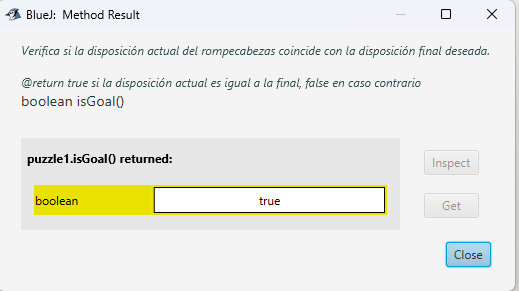 BlueJ: Method Result
Verifica si la disposición actual del rompecabezas coincide con la disposición final deseada.
@return true si la disposición actual es igual a la final, false en caso contrario
boolean isGoal()
puzzle1.isGoal() returned:
Inspect
boolean true
Get
Close